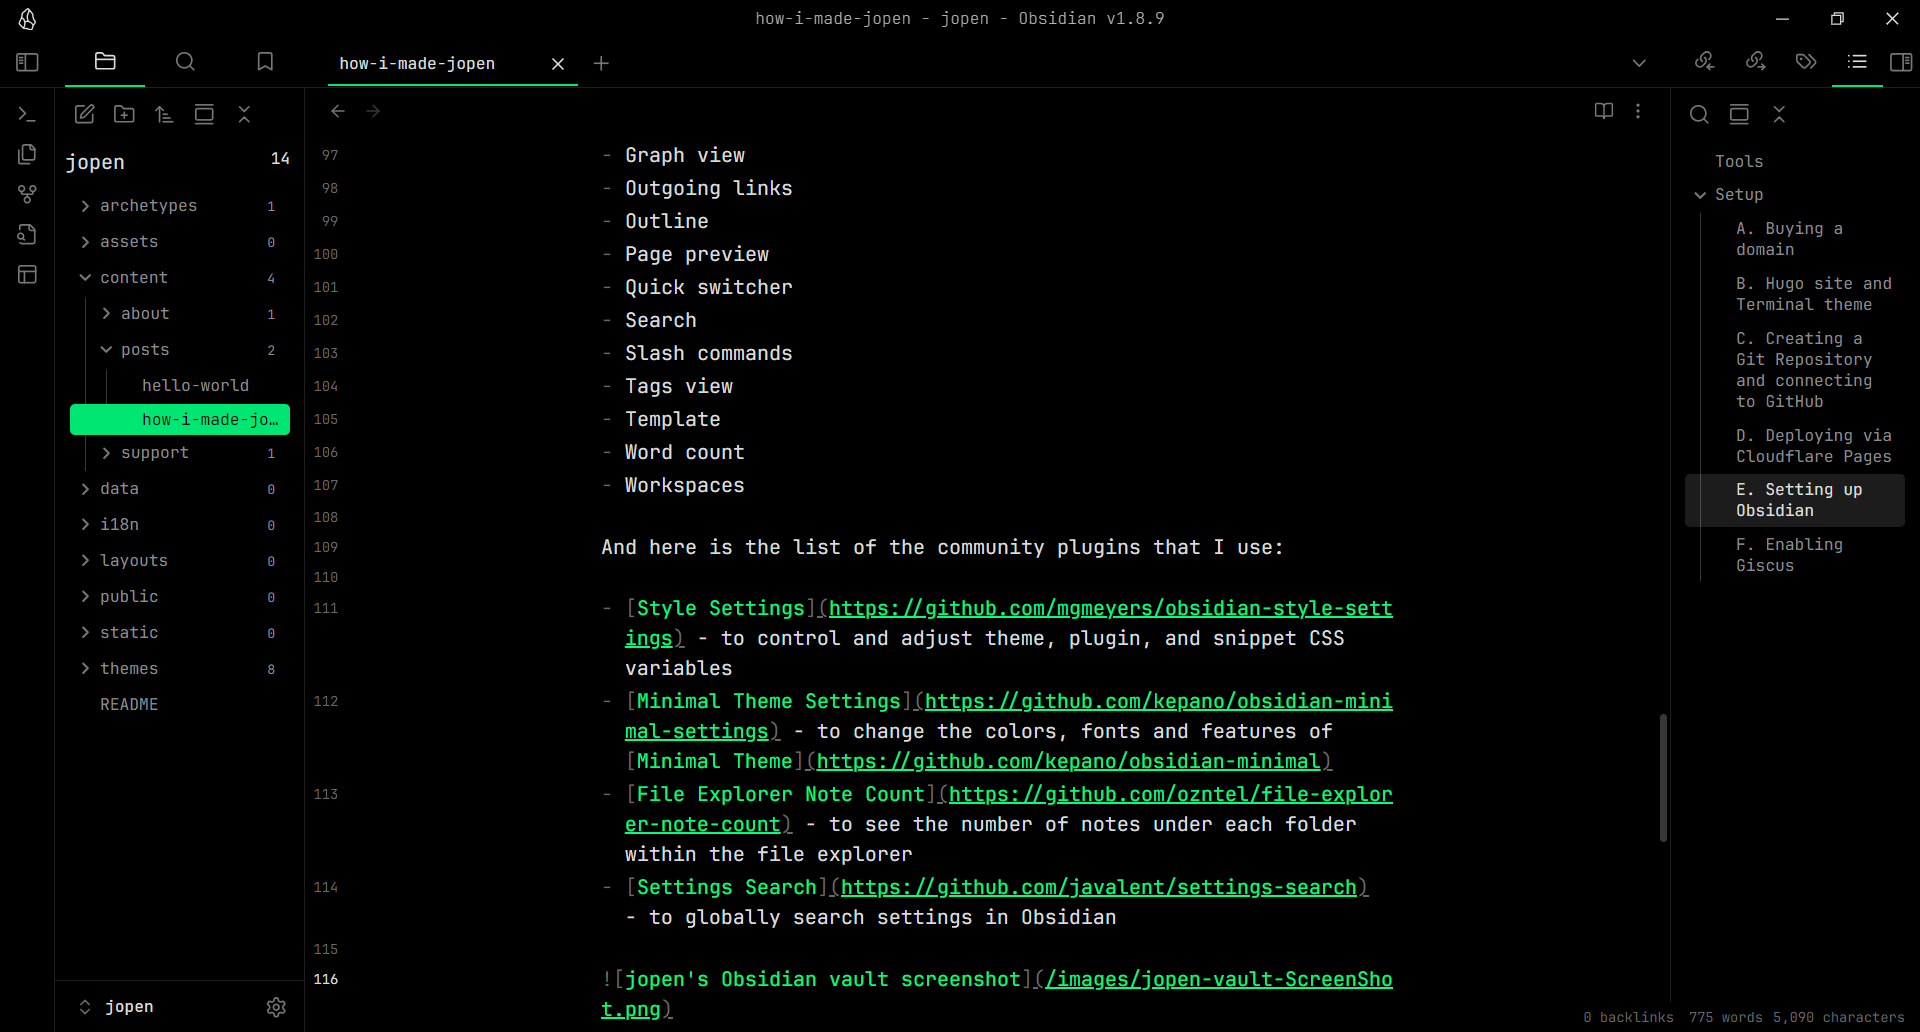 how-i-made-jopen - jopen - Obsidian v1.8.9
how-i-made-jopen
jopen 14
archetypes 1
assets 0
content 4
about 1
posts 2
hello-world
how-i-made-jo…
support 1
data 0
i18n 0
layouts 0
public 0
static 0
themes 8
README
jopen
97 - Graph view
98 - Outgoing links
99 - Outline
100 - Page preview
101 - Quick switcher
102 - Search
103 - Slash commands
104 - Tags view
105 - Template
106 - Word count
107 - Workspaces
108
109 And here is the list of the community plugins that I use:
110
111 - [Style Settings](https://github.com/mgmeyers/obsidian-style-sett
ings) - to control and adjust theme, plugin, and snippet CSS
variables
112 - [Minimal Theme Settings](https://github.com/kepano/obsidian-mini
mal-settings) - to change the colors, fonts and features of
[Minimal Theme](https://github.com/kepano/obsidian-minimal)
113 - [File Explorer Note Count](https://github.com/ozntel/file-explor
er-note-count) - to see the number of notes under each folder
within the file explorer
114 - [Settings Search](https://github.com/javalent/settings-search)
- to globally search settings in Obsidian
115
116 ![jopen's Obsidian vault screenshot](/images/jopen-vault-ScreenSho
t.png)
Tools
Setup
A. Buying a
domain
B. Hugo site and
Terminal theme
C. Creating a
Git Repository
and connecting
to GitHub
D. Deploying via
Cloudflare Pages
E. Setting up
Obsidian
F. Enabling
Giscus
0 backlinks 775 words 5,090 characters